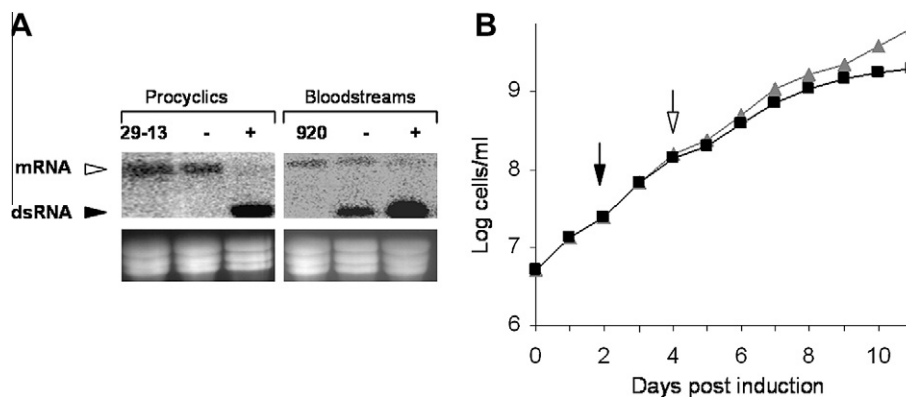 A
Procyclics Bloodstreams
29-13 - + 920 - +
mRNA
dsRNA
B
Log cells/ml
9
8
7
6
0 2 4 6 8 10
Days post induction